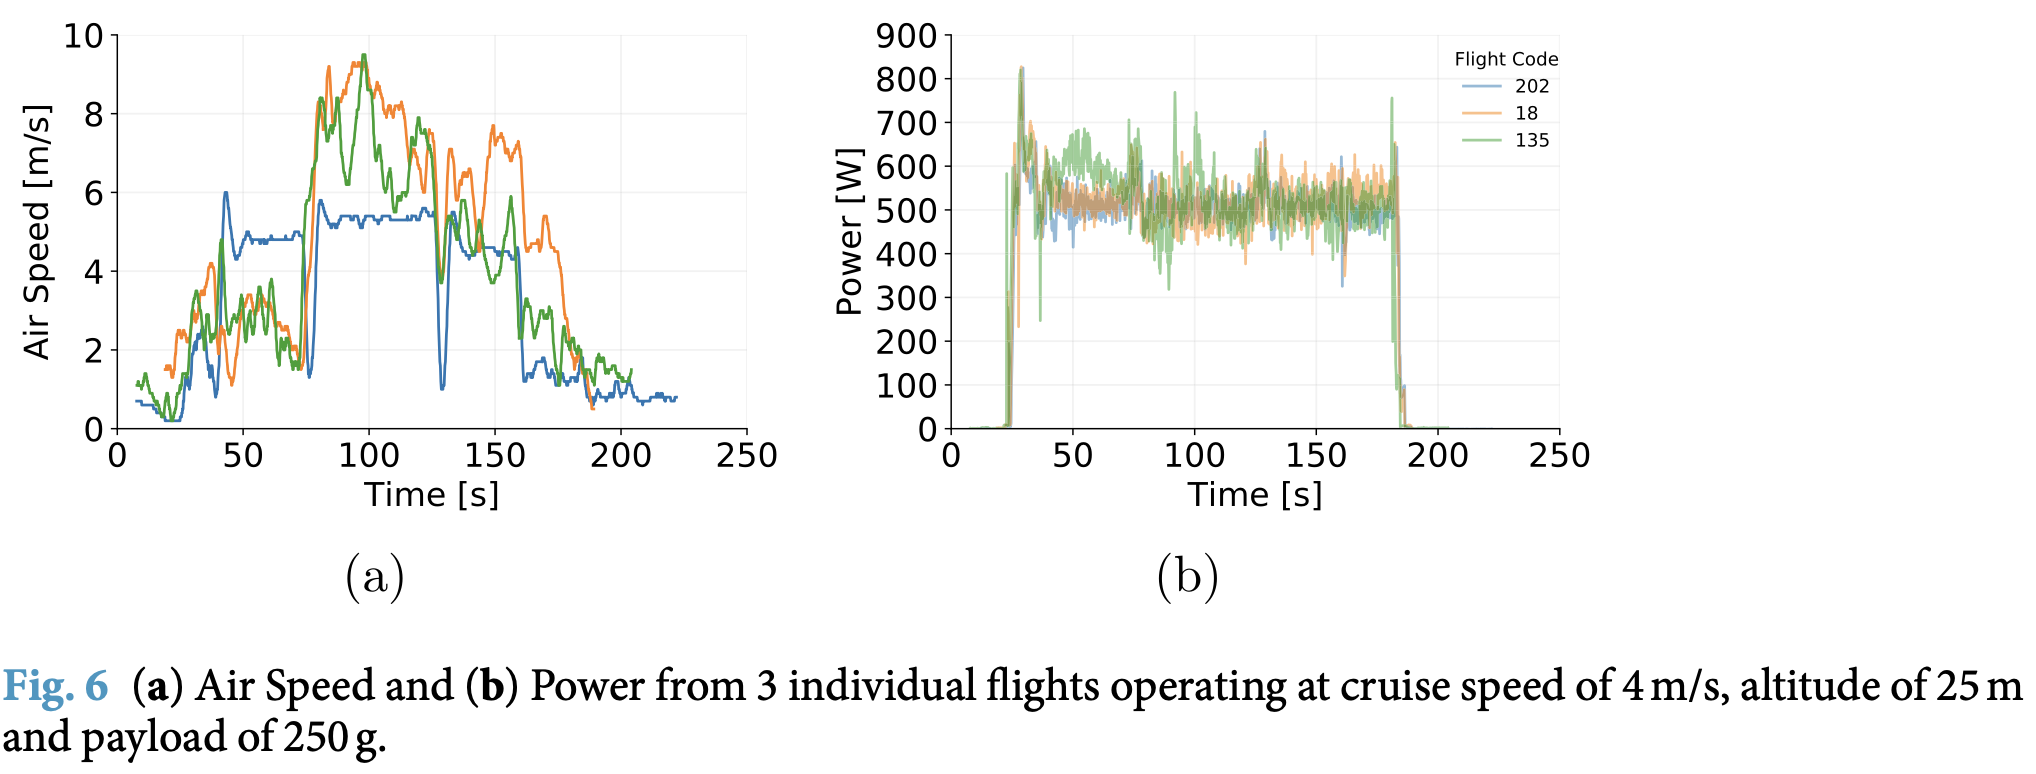 10
8
6
4
2
0
Air Speed [m/s]
0 50 100 150 200 250
Time [s]
(a)
900
800
700
600
500
400
300
200
100
0
Power [W]
Flight Code
202
18
135
0 50 100 150 200 250
Time [s]
(b)
Fig. 6 (a) Air Speed and (b) Power from 3 individual flights operating at cruise speed of 4 m/s, altitude of 25 m
and payload of 250 g.